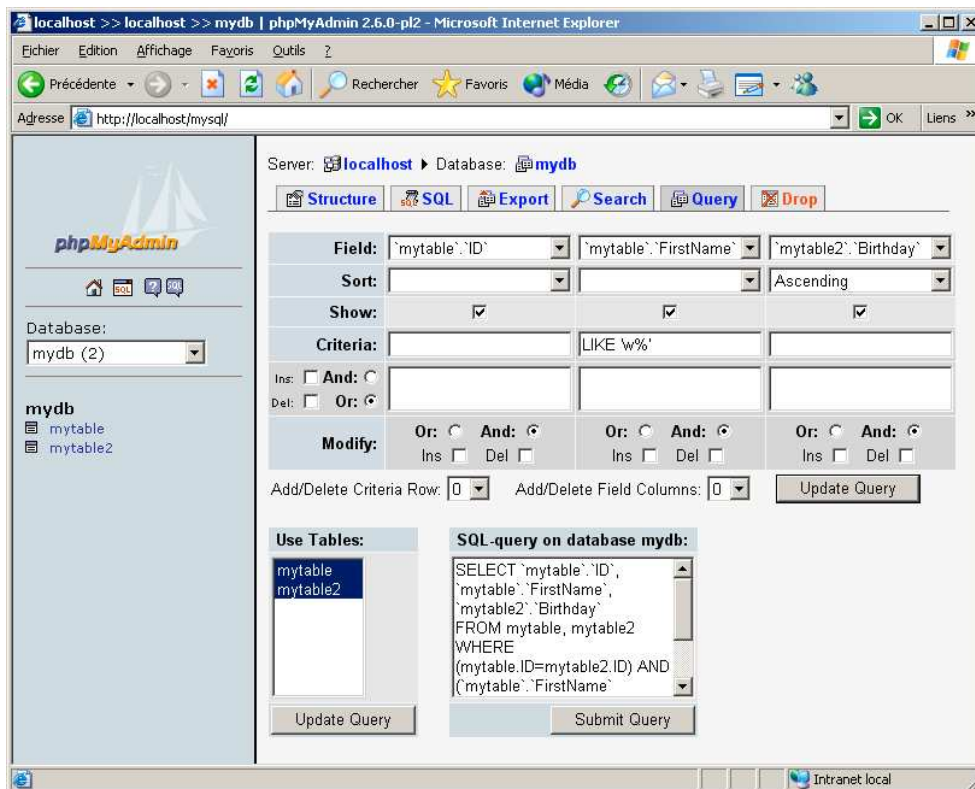 localhost >> localhost >> mydb | phpMyAdmin 2.6.0-pl2 - Microsoft Internet Explorer
Fichier Edition Affichage Favoris Outils ?
Précédente Rechercher Favoris Média
Adresse http://localhost/mysql/ OK Liens »
phpMyAdmin
SQL ? SQL
Database:
mydb (2)
mydb
mytable
mytable2
Server: localhost Database: mydb
Structure SQL Export Search Query Drop
Field: `mytable`.`ID` `mytable`.`FirstName` `mytable2`.`Birthday`
Sort: Ascending
Show:
Criteria: LIKE 'w%'
Ins: And:
Del: Or:
Modify: Or: And: Or: And: Or: And:
Ins Del Ins Del Ins Del
Add/Delete Criteria Row: 0 Add/Delete Field Columns: 0 Update Query
Use Tables:
mytable
mytable2
Update Query
SQL-query on database mydb:
SELECT `mytable`.`ID`,
`mytable`.`FirstName`,
`mytable2`.`Birthday`
FROM mytable, mytable2
WHERE
(mytable.ID=mytable2.ID) AND
(`mytable`.`FirstName`
Submit Query
Intranet local